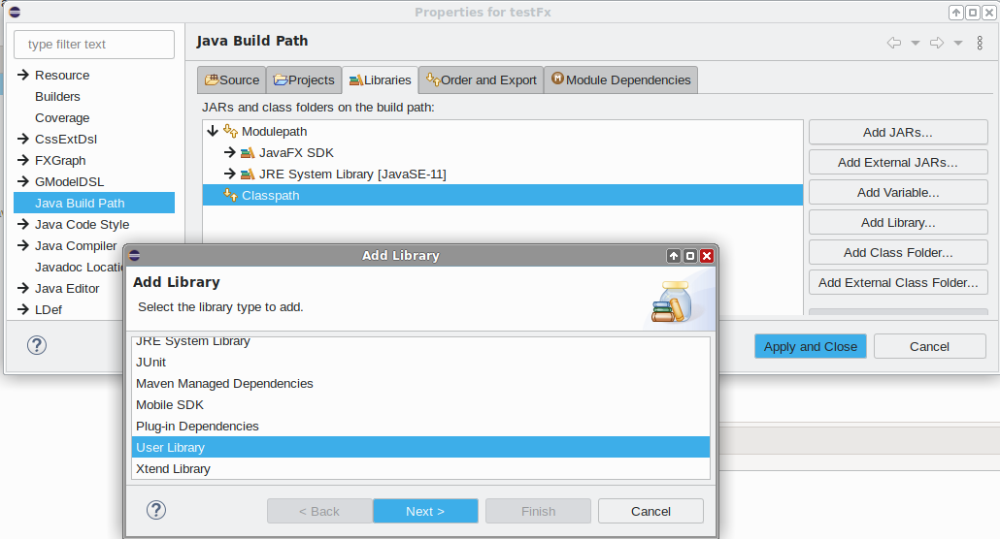 Properties for testFx
type filter text
Resource
Builders
Coverage
CssExtDsl
FXGraph
GModelDSL
Java Build Path
Java Code Style
Java Compiler
Javadoc Locati
Java Editor
LDef
Java Build Path
Source
Projects
Libraries
Order and Export
Module Dependencies
JARs and class folders on the build path:
Modulepath
JavaFX SDK
JRE System Library [JavaSE-11]
Classpath
Add JARs...
Add External JARs...
Add Variable...
Add Library...
Add Class Folder...
Add External Class Folder...
Apply and Close
Cancel
Add Library
Add Library
Select the library type to add.
JRE System Library
JUnit
Maven Managed Dependencies
Mobile SDK
Plug-in Dependencies
User Library
Xtend Library
< Back
Next >
Finish
Cancel